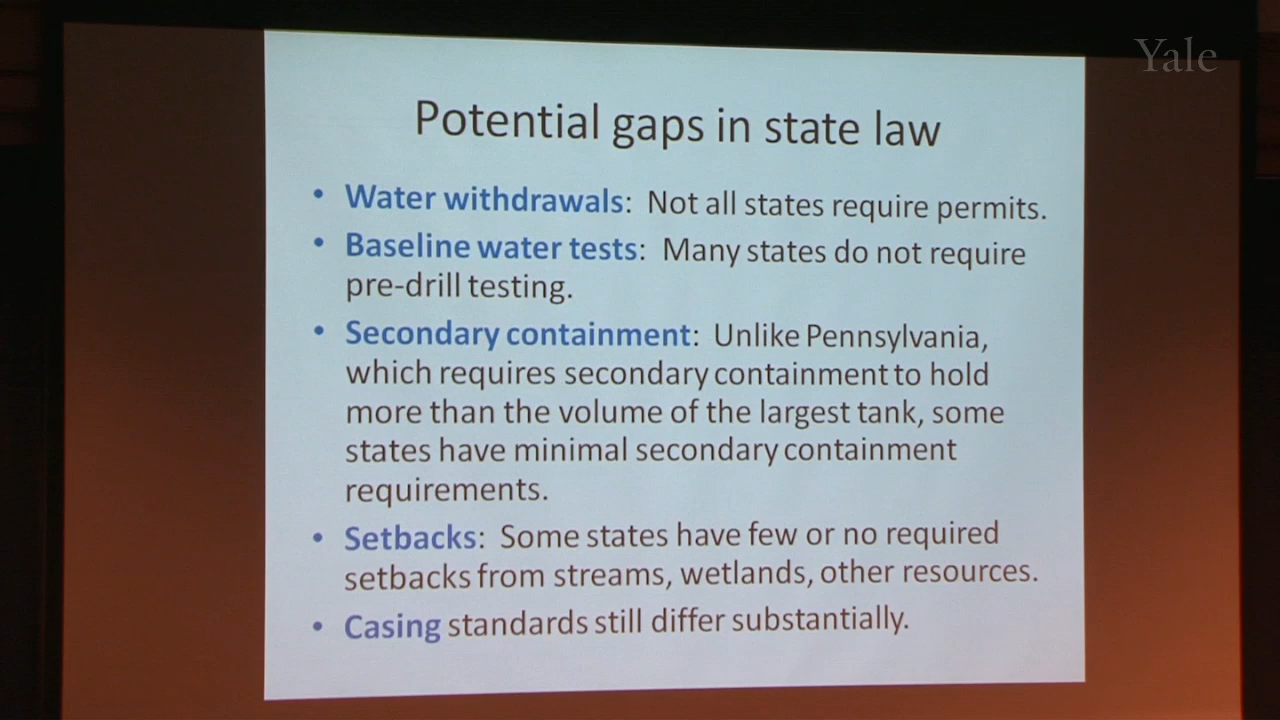 Yale
Potential gaps in state law
• Water withdrawals: Not all states require permits.
• Baseline water tests: Many states do not require
pre-drill testing.
• Secondary containment: Unlike Pennsylvania,
which requires secondary containment to hold
more than the volume of the largest tank, some
states have minimal secondary containment
requirements.
• Setbacks: Some states have few or no required
setbacks from streams, wetlands, other resources.
• Casing standards still differ substantially.